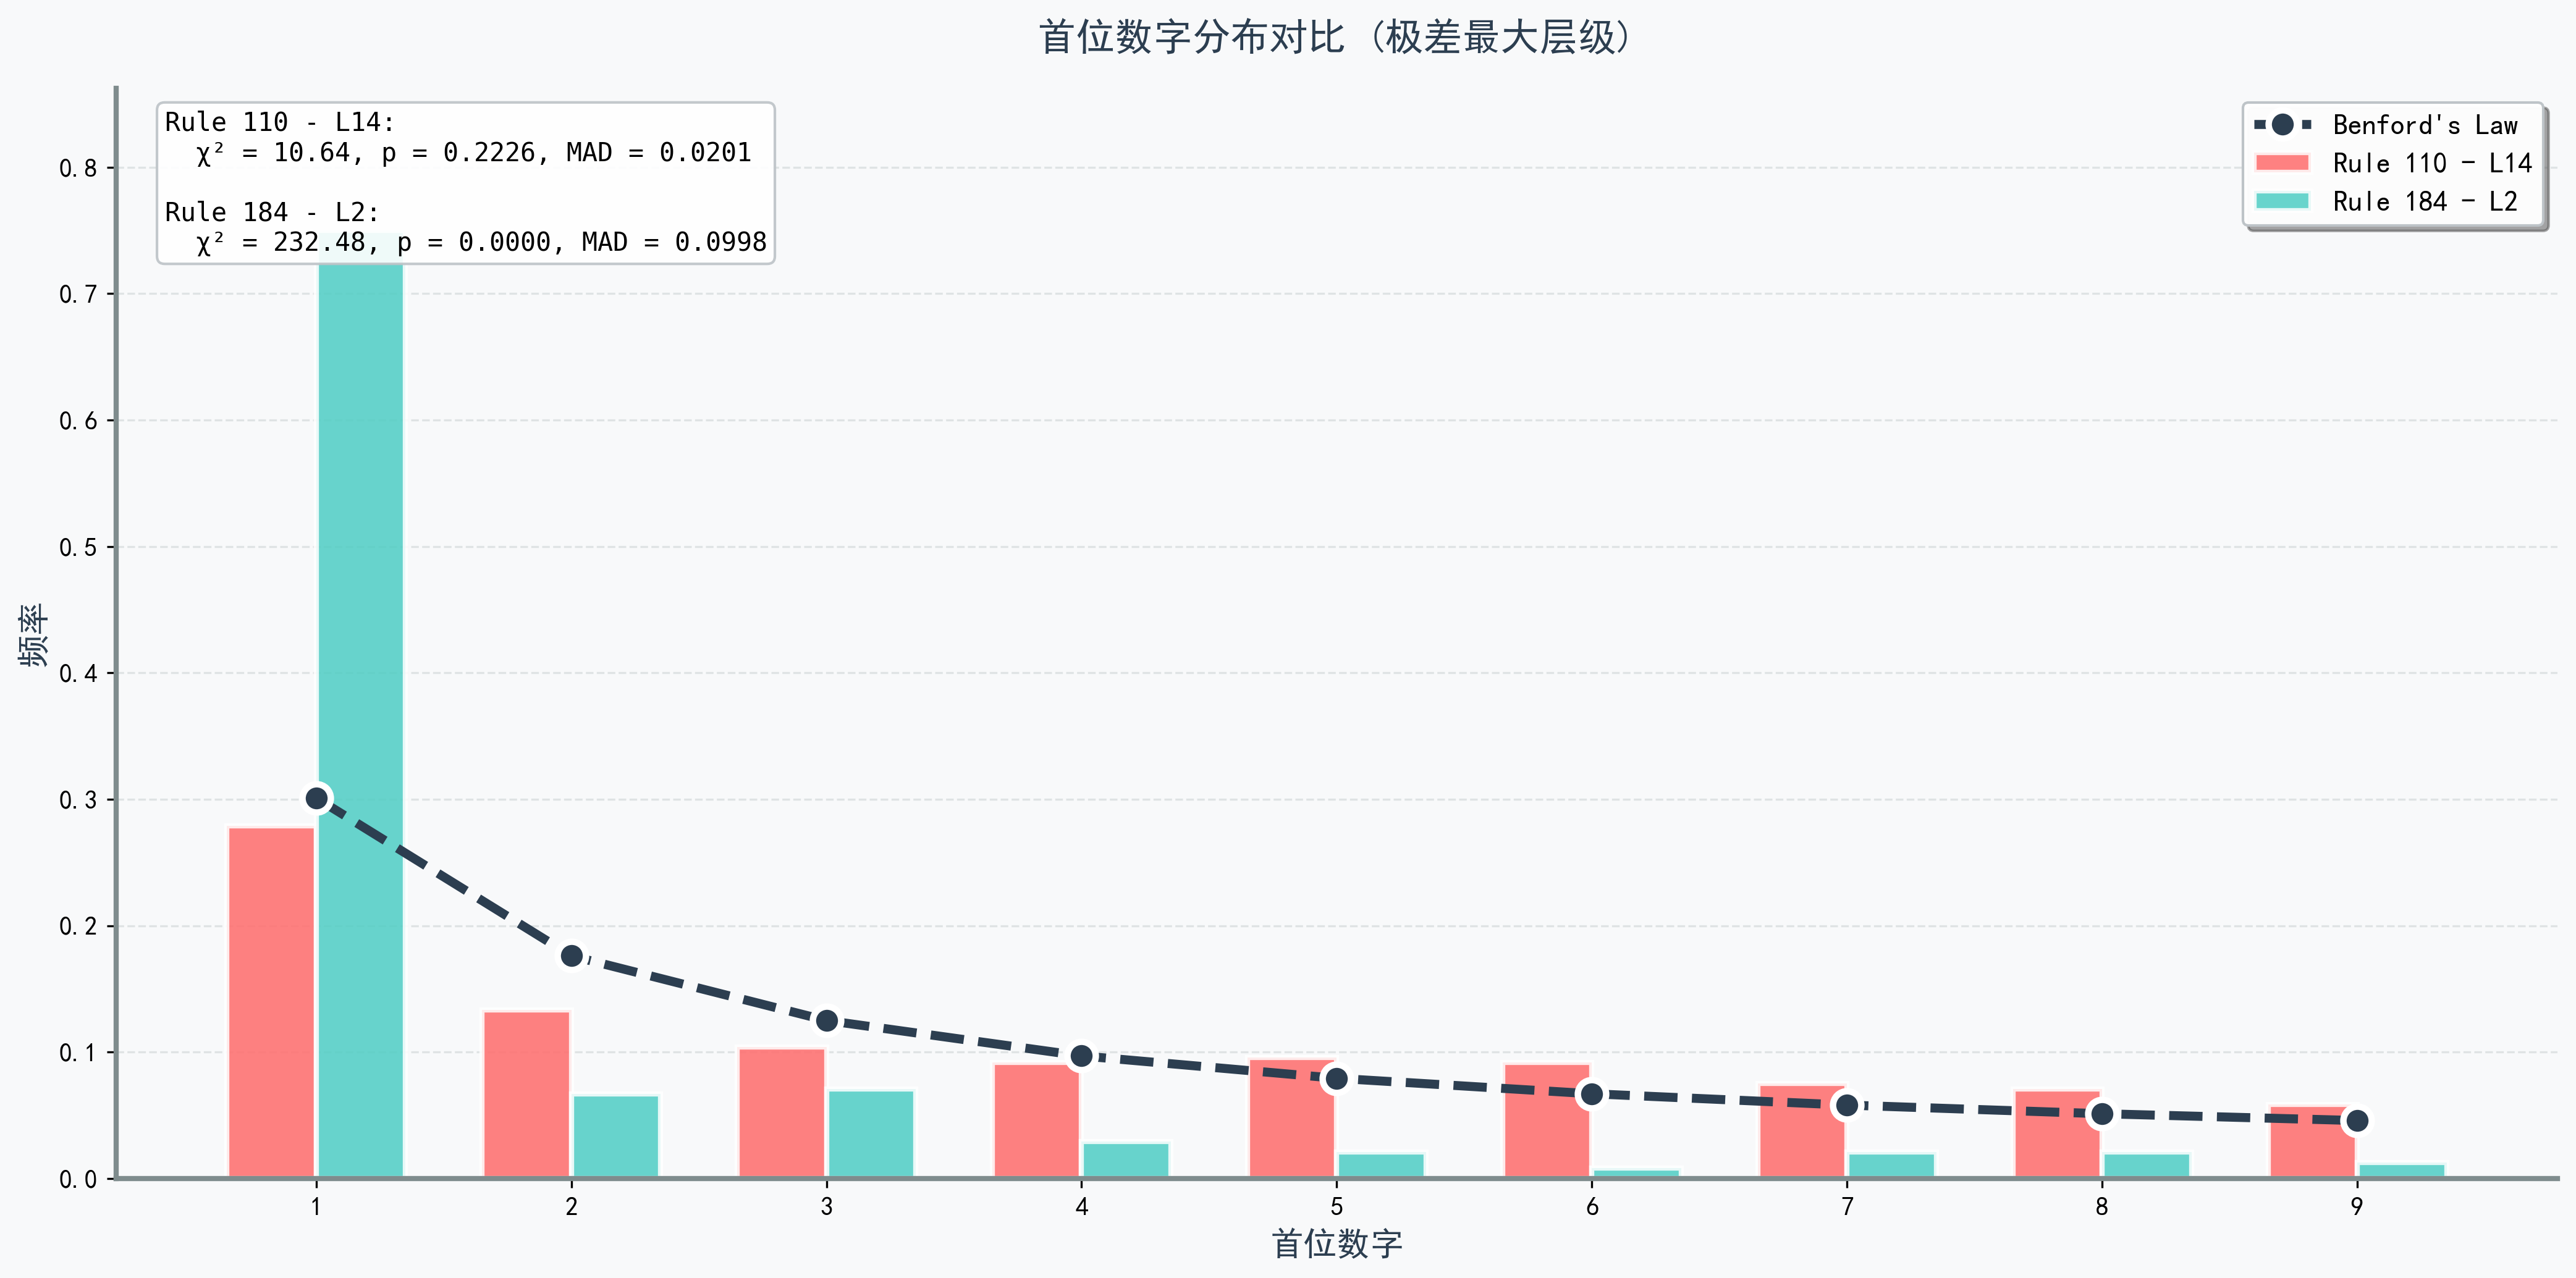 首位数字分布对比 (极差最大层级)
Rule 110 - L14:
χ² = 10.64, p = 0.2226, MAD = 0.0201
Rule 184 - L2:
χ² = 232.48, p = 0.0000, MAD = 0.0998
Benford's Law
Rule 110 - L14
Rule 184 - L2
频率
0.8
0.7
0.6
0.5
0.4
0.3
0.2
0.1
0.0
1 2 3 4 5 6 7 8 9
首位数字